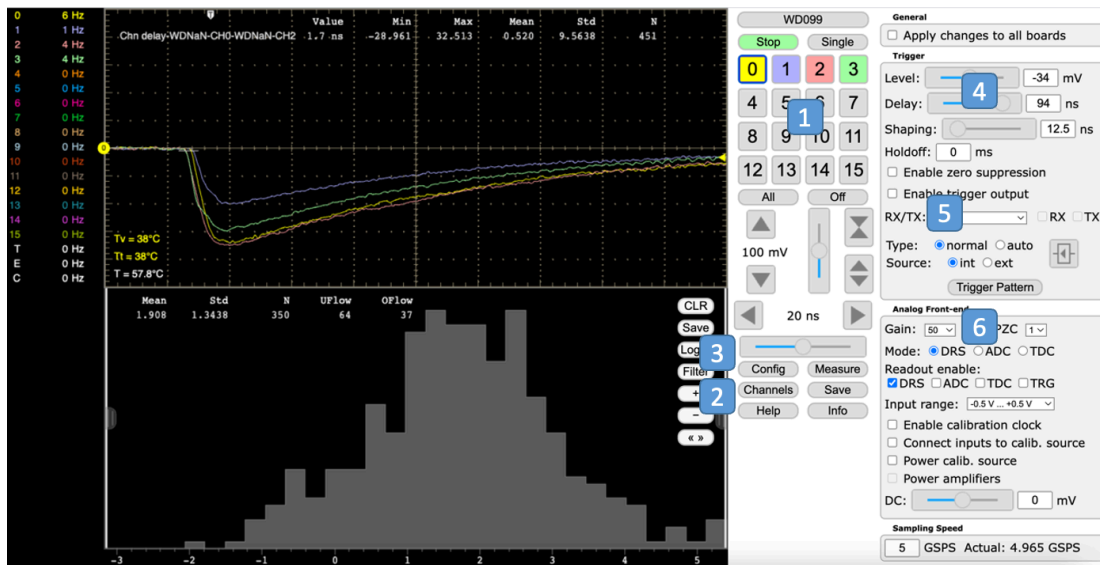 0 6 Hz
1 1 Hz
2 4 Hz
3 4 Hz
4 0 Hz
5 0 Hz
6 0 Hz
7 0 Hz
8 0 Hz
9 0 Hz
10 0 Hz
11 0 Hz
12 0 Hz
13 0 Hz
14 0 Hz
15 0 Hz
T 0 Hz
E 0 Hz
C 0 Hz
T
Value Min Max Mean Std N
Chn delay-WDNaN-CH0-WDNaN-CH2 1.7 ns -28.961 32.513 0.520 9.5638 451
0
Tv = 38°C
Tt = 38°C
T = 57.8°C
Mean Std N UFlow OFlow
1.908 1.3438 350 64 37
CLR
Save
Log
Filter
+
−
« »
-3 -2 -1 0 1 2 3 4 5
WD099
Stop Single
0 1 2 3
4 5 6 7
8 9 10 11
12 13 14 15
1
All Off
100 mV
20 ns
3
Config Measure
2
Channels Save
Help Info
General
Apply changes to all boards
Trigger
Level: -34 mV
4
Delay: 94 ns
Shaping: 12.5 ns
Holdoff: 0 ms
Enable zero suppression
Enable trigger output
5
RX/TX: RX TX
Type: normal auto
Source: int ext
Trigger Pattern
Analog Front-end
Gain: 50 6 PZC 1
Mode: DRS ADC TDC
Readout enable:
DRS ADC TDC TRG
Input range: -0.5 V ... +0.5 V
Enable calibration clock
Connect inputs to calib. source
Power calib. source
Power amplifiers
DC: 0 mV
Sampling Speed
5 GSPS Actual: 4.965 GSPS